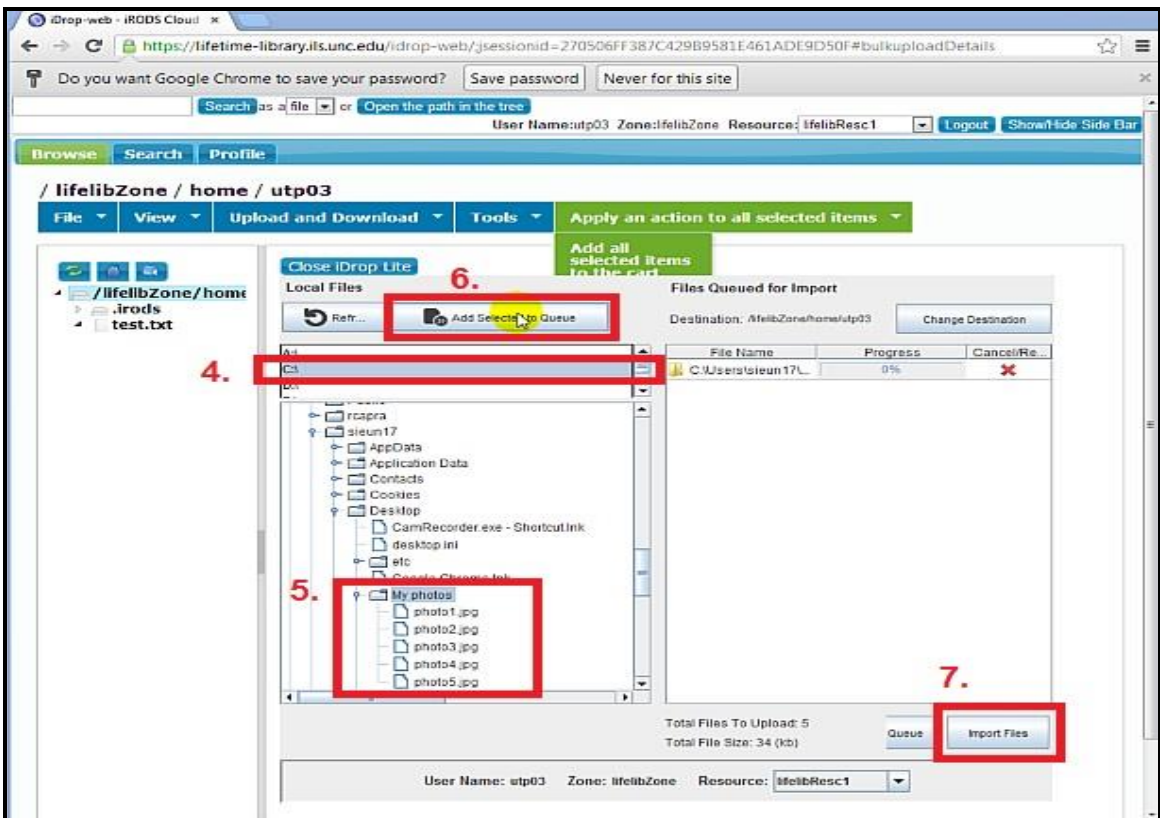 iDrop-web - iRODS Cloud
https://lifetime-library.ils.unc.edu/idrop-web/;jsessionid=270506FF387C429B9581E461ADE9D50F#bulkuploadDetails
Do you want Google Chrome to save your password? Save password Never for this site
Search as a file or Open the path in the tree
User Name:utp03 Zone:lifelibZone Resource: lifelibResc1 Logout Show/Hide Side Bar
Browse Search Profile
/ lifelibZone / home / utp03
File View Upload and Download Tools Apply an action to all selected items
Add all
selected items
to the cart
Close iDrop Lite
/lifelibZone/home
.irods
test.txt
Local Files 6. Files Queued for Import
Refr... Add Selected to Queue Destination: /lifelibZone/home/utp03 Change Destination
A:\ File Name Progress Cancel/Re...
4. C:\ C:\Users\sieun17\... 0%
D:\
Public
rcapra
sieun17
AppData
Application Data
Contacts
Cookies
Desktop
CamRecorder.exe - Shortcut.lnk
desktop.ini
etc
Google Chrome.lnk
5. My photos
photo1.jpg
photo2.jpg
photo3.jpg
photo4.jpg
photo5.jpg
7.
Total Files To Upload: 5
Total File Size: 34 (kb)
Queue Import Files
User Name: utp03 Zone: lifelibZone Resource: lifelibResc1